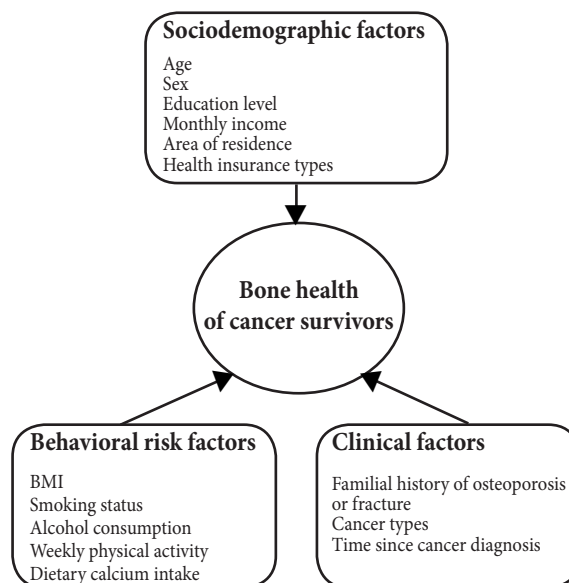 Sociodemographic factors
Age
Sex
Education level
Monthly income
Area of residence
Health insurance types
Bone health
of cancer survivors
Behavioral risk factors
BMI
Smoking status
Alcohol consumption
Weekly physical activity
Dietary calcium intake
Clinical factors
Familial history of osteoporosis
or fracture
Cancer types
Time since cancer diagnosis